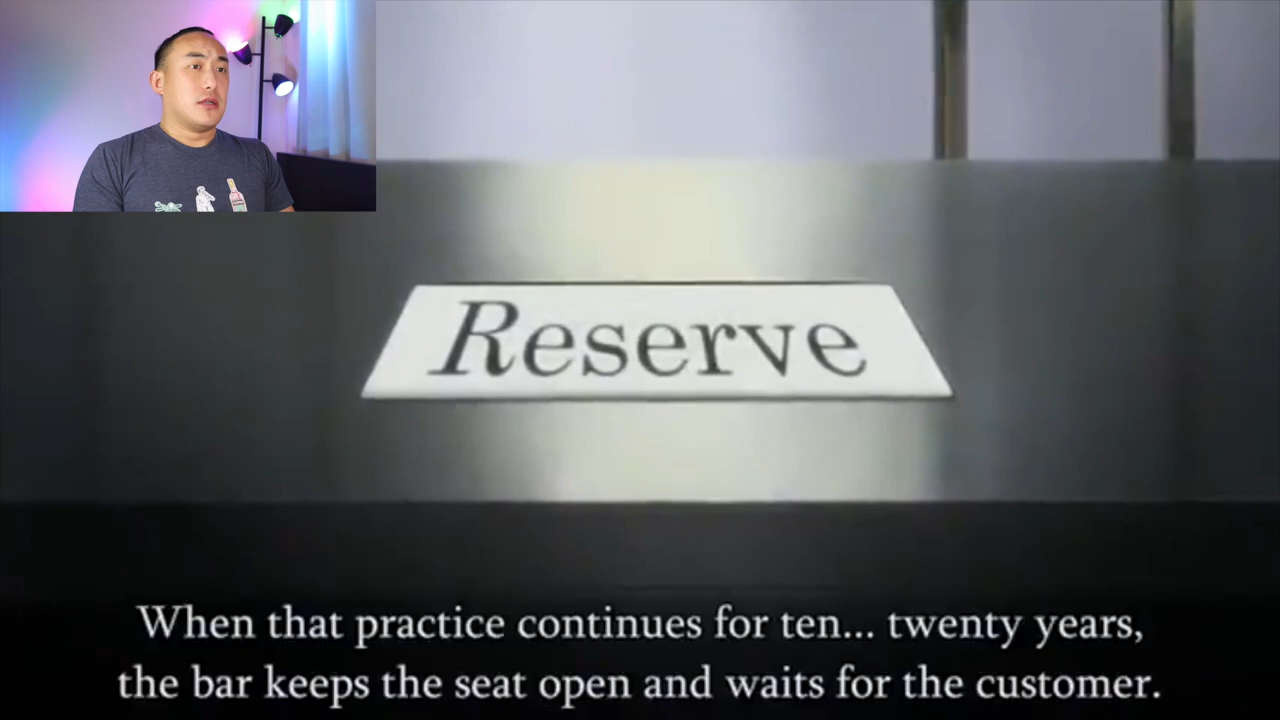 Reserve
When that practice continues for ten... twenty years,
the bar keeps the seat open and waits for the customer.